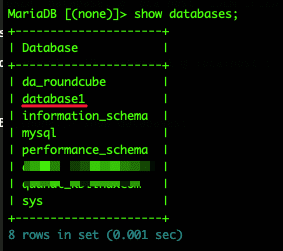 MariaDB [(none)]> show databases;
+--------------------+
| Database |
+--------------------+
| da_roundcube |
| database1 |
| information_schema |
| mysql |
| performance_schema |
| sys |
+--------------------+
8 rows in set (0.001 sec)